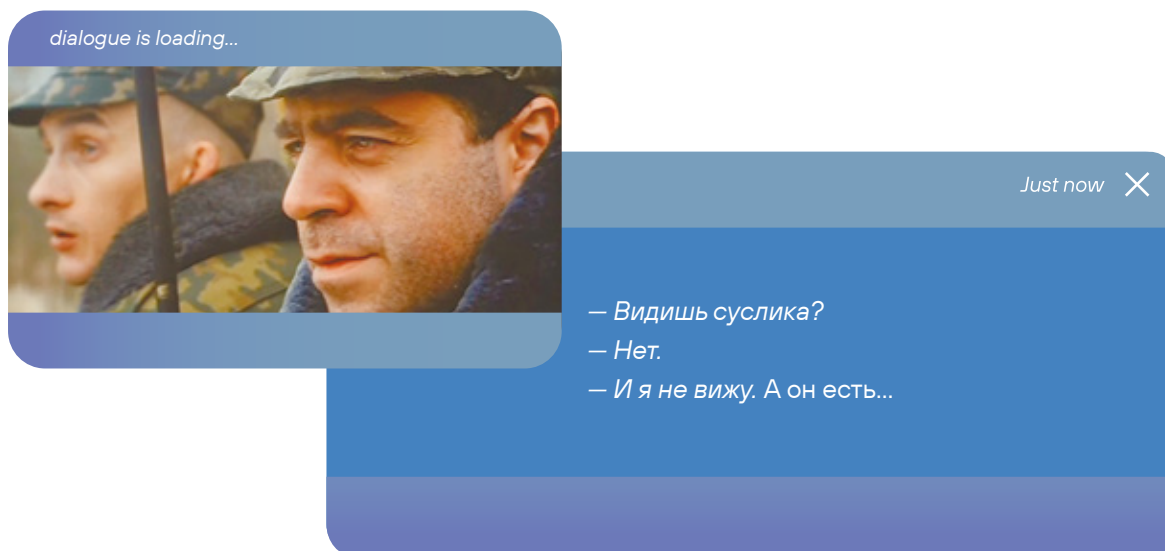 dialogue is loading...
Just now
— Видишь суслика?
— Нет.
— И я не вижу. А он есть...